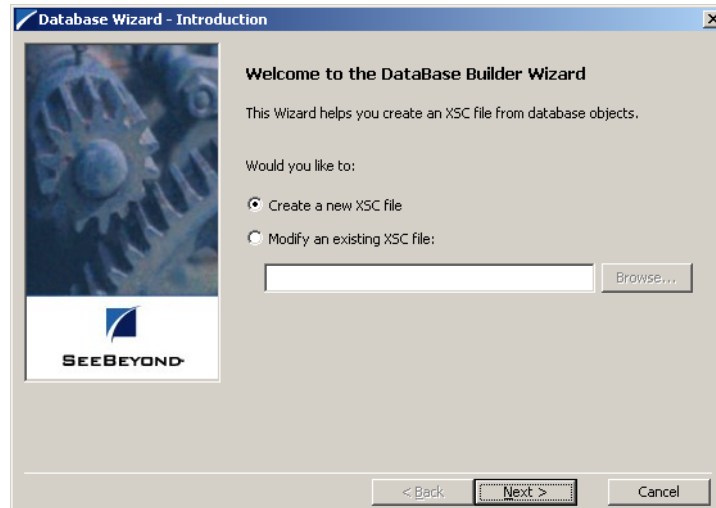 Database Wizard - Introduction
Welcome to the DataBase Builder Wizard
This Wizard helps you create an XSC file from database objects.
Would you like to:
Create a new XSC file
Modify an existing XSC file:
Browse...
SEEBEYOND
< Back Next > Cancel